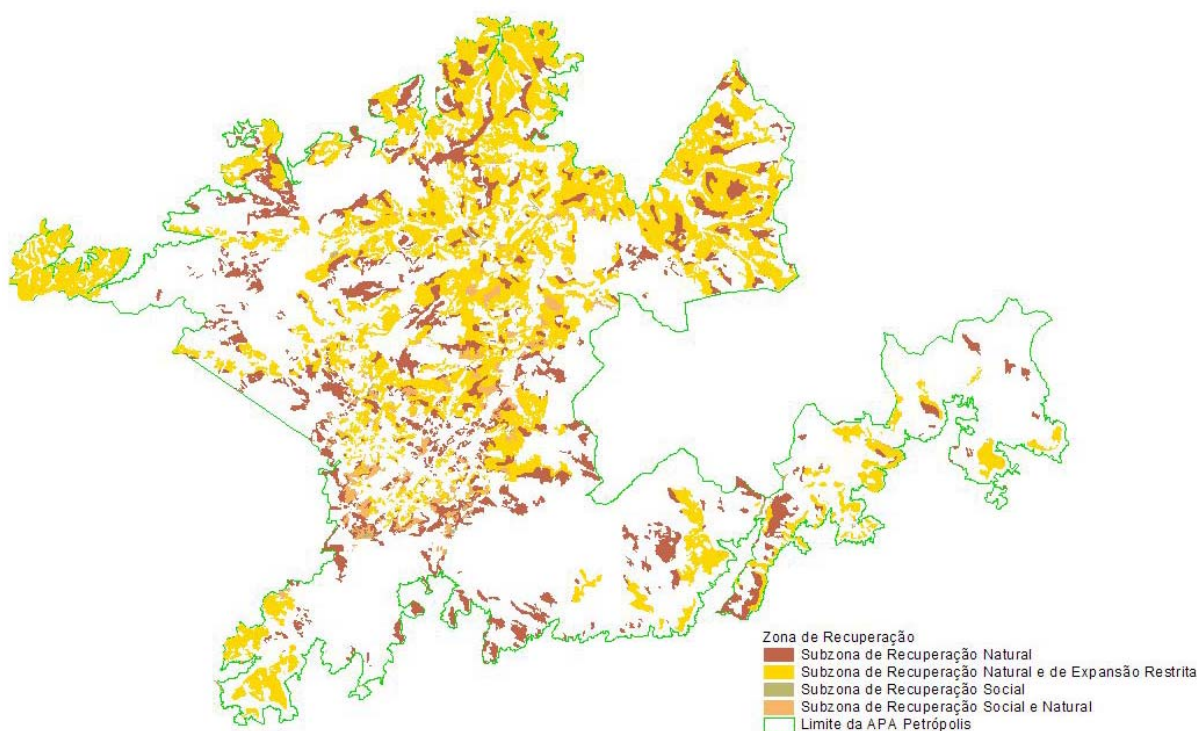 Zona de Recuperação
Subzona de Recuperação Natural
Subzona de Recuperação Natural e de Expansão Restrita
Subzona de Recuperação Social
Subzona de Recuperação Social e Natural
Limite da APA Petrópolis